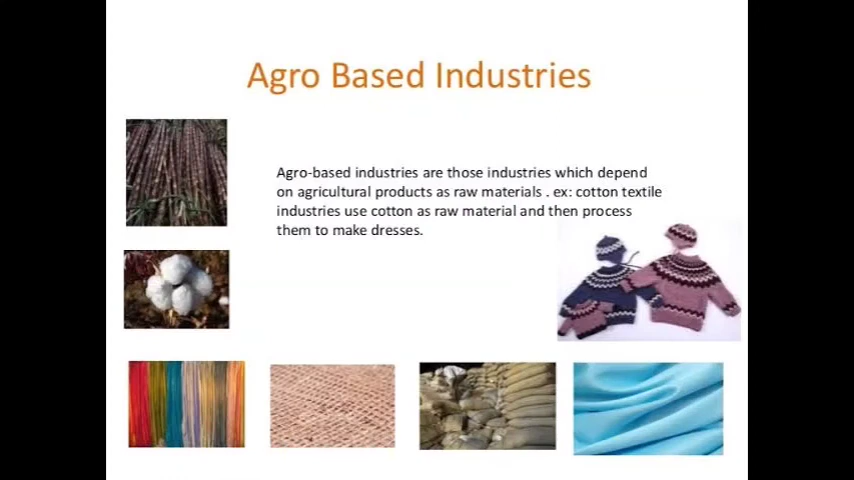 Agro Based Industries
Agro-based industries are those industries which depend
on agricultural products as raw materials . ex: cotton textile
industries use cotton as raw material and then process
them to make dresses.